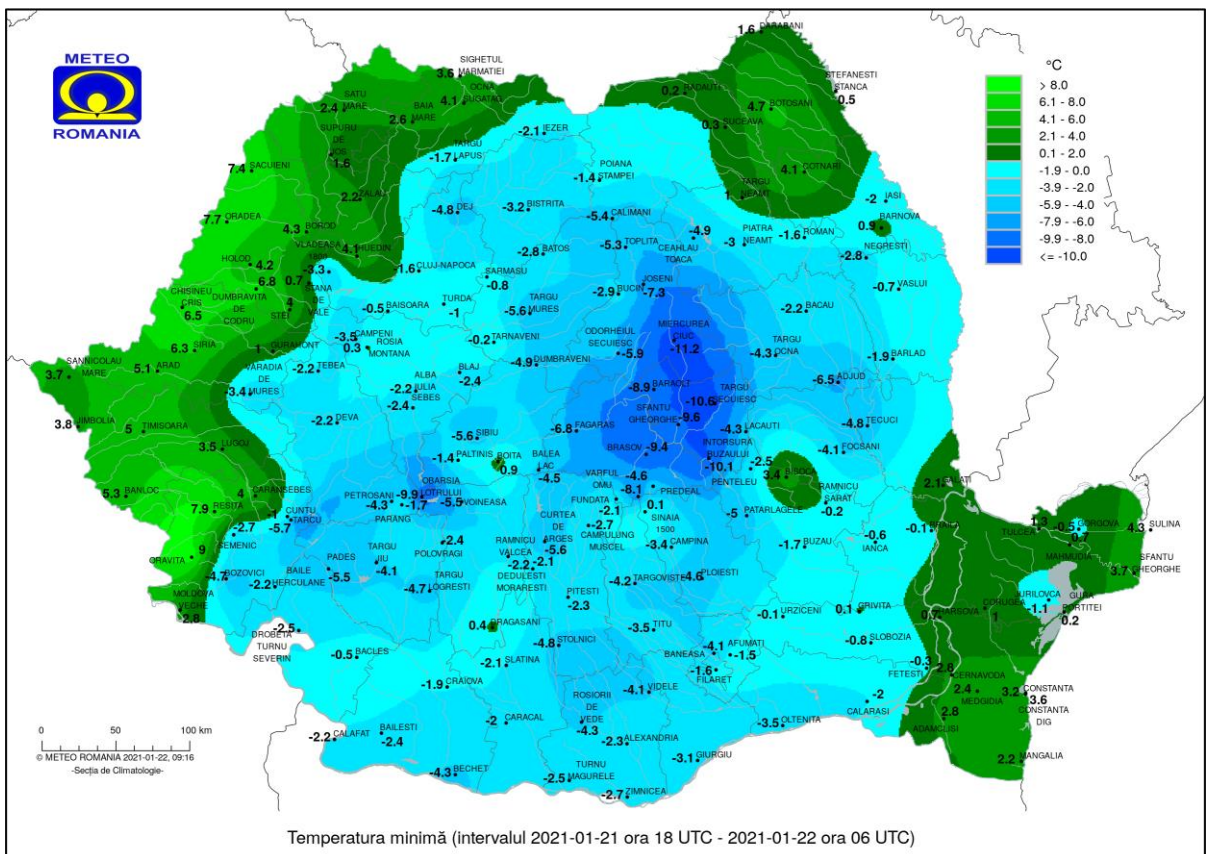 METEO
ROMANIA
°C
> 8.0
6.1 - 8.0
4.1 - 6.0
2.1 - 4.0
0.1 - 2.0
-1.9 - 0.0
-3.9 - -2.0
-5.9 - -4.0
-7.9 - -6.0
-9.9 - -8.0
<= -10.0
1.6 DARABANI
SIGHETUL
MARMATIEI
3.6
OCNA
SUGATAG
4.1
SATU
MARE
2.4
BAIA
MARE
2.6
0.2 RADAUTI
STEFANESTI
STANCA
0.5
4.7 BOTOSANI
0.3 SUCEAVA
SUPURU
DE
JOS
1.6
-2.1 IEZER
TARGU
LAPUS
-1.7
7.4 SACUIENI
POIANA
STAMPEI
-1.4
4.1 COTNARI
2.2 ZALAU
TARGU
NEAMT
1
-2 IASI
7.7 ORADEA
-4.8 DEJ
-3.2 BISTRITA
-5.4 CALIMANI
BARNOVA
0.9
4.3 BOROD
VLADEASA
1800
-3.3
4.1 HUEDIN
-4.9
CEAHLAU
TOACA
PIATRA
NEAMT
-3
-1.6 ROMAN
NEGRESTI
-2.8
-2.8 BATOS
-5.3 TOPLITA
HOLOD
4.2
-1.6 CLUJ-NAPOCA
SARMASU
-0.8
6.8
DUMBRAVITA
DE
CODRU
0.7
STANA
DE
VALE
4
STEI
JOSENI
-7.3
-2.9 BUCIN
-0.7 VASLUI
CHISINEU
CRIS
6.5
-0.5 BAISOARA
TURDA
-1
TARGU
MURES
-5.6
-2.2 BACAU
CAMPENI
-3.5
ROSIA
MONTANA
0.3
-0.2 TARNAVENI
ODORHEIUL
SECUIESC
-5.9
MIERCUREA
CIUC
-11.2
TARGU
OCNA
-4.3
-1.9 BARLAD
6.3 SIRIA
1 GURAHONT
SANNICOLAU
MARE
3.7
5.1 ARAD
-2.2 TEBEA
-4.9 DUMBRAVENI
BLAJ
-2.4
-6.5 ADJUD
VARADIA
DE
MURES
-3.4
ALBA
IULIA
-2.2
SEBES
-2.4
-8.9 BARAOLT
TARGU
SECUIESC
-10.6
3.8 JIMBOLIA
5 TIMISOARA
-2.2 DEVA
SFANTU
GHEORGHE
-9.6
-4.8 TECUCI
3.5 LUGOJ
-5.6 SIBIU
-6.8 FAGARAS
-4.3 LACAUTI
-4.1 FOCSANI
BRASOV
-9.4
INTORSURA
BUZAULUI
-10.1
-1.4 PALTINIS
BOITA
0.9
BALEA
LAC
-4.5
-2.5
PENTELEU
BISOCA
3.4
RAMNICU
SARAT
-0.2
2.1 GALATI
5.3 BANLOC
4 CARANSEBES
OBARSIA
LOTRULUI
-9.9
VARFUL
OMU
-8.1
-4.6
PREDEAL
PETROSANI
-4.3
-1.7
PARANG
-5.5 VOINEASA
FUNDATA
-2.1
0.1
SINAIA
1500
7.9 RESITA
-1
CUNTU
-5.7 TARCU
-2.7
SEMENIC
-5 PATARLAGELE
-0.1 BRAILA
1.3
TULCEA
-0.5 GORGOVA
0.7
MAHMUDIA
4.3 SULINA
CURTEA
DE
ARGES
-5.6
-2.7
CAMPULUNG
MUSCEL
-2.4
POLOVRAGI
-3.4 CAMPINA
-1.7 BUZAU
-0.6
IANCA
9
ORAVITA
RAMNICU
VALCEA
-2.2
-2.1
DEDULESTI
MORARESTI
SFANTU
GHEORGHE
3.7
-4.7 BOZOVICI
BAILE
HERCULANE
-2.2
PADES
-5.5
TARGU
JIU
-4.1
TARGU
LOGRESTI
-4.7
-4.2 TARGOVISTE
-4.6 PLOIESTI
MOLDOVA
VECHE
-2.8
PITESTI
-2.3
JURILOVCA
-1.1
GURA
PORTITEI
0.2
CORUGEA
1
0.7 HARSOVA
-0.1 URZICENI
0.1 GRIVITA
0.4 DRAGASANI
-2.5
DROBETA
TURNU
SEVERIN
-3.5 TITU
-0.8 SLOBOZIA
-4.8 STOLNICI
BANEASA
-4.1
AFUMATI
-1.5
-1.6
FILARET
-0.5 BACLES
-2.1 SLATINA
-0.3
FETESTI
2.8
CERNAVODA
2.4
MEDGIDIA
3.2 CONSTANTA
3.6
CONSTANTA
DIG
-1.9
CRAIOVA
-4.1 VIDELE
-2
CALARASI
2.8
ADAMCLISI
ROSIORII
DE
VEDE
-4.3
-2 CARACAL
-3.5 OLTENITA
-2.2 CALAFAT
BAILESTI
-2.4
-2.3 ALEXANDRIA
-3.1 GIURGIU
2.2 MANGALIA
-4.3 BECHET
TURNU
MAGURELE
-2.5
-2.7 ZIMNICEA
0 50 100 km
© METEO ROMANIA 2021-01-22, 09:16
-Secția de Climatologie-
Temperatura minimă (intervalul 2021-01-21 ora 18 UTC - 2021-01-22 ora 06 UTC)